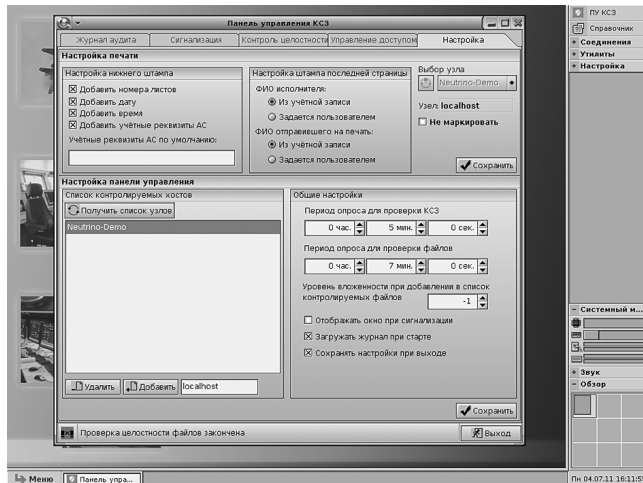 Панель управления КСЗ
Журнал аудита
Сигнализация
Контроль целостности
Управление доступом
Настройка
Настройка печати
Настройка нижнего штампа
Добавить номера листов
Добавить дату
Добавить время
Добавить учётные реквизиты АС
Учётные реквизиты АС по умолчанию:
Настройка штампа последней страницы
ФИО исполнителя:
Из учётной записи
Задается пользователем
ФИО отправившего на печать:
Из учётной записи
Задается пользователем
Выбор узла
Neutrino-Demo
Узел: localhost
Не маркировать
Сохранить
Настройка панели управления
Список контролируемых хостов
Получить список узлов
Neutrino-Demo
Удалить
Добавить
localhost
Общие настройки
Период опроса для проверки КСЗ
0 час. 5 мин. 0 сек.
Период опроса для проверки файлов
0 час. 7 мин. 0 сек.
Уровень вложенности при добавлении в список
контролируемых файлов
-1
Отображать окно при сигнализации
Загружать журнал при старте
Сохранять настройки при выходе
Сохранить
Проверка целостности файлов закончена
Выход
ПУ КСЗ
Справочник
Соединения
Утилиты
Настройка
Системный м...
Звук
Обзор
Меню
Панель упра...
Пн 04.07.11 16:11:55